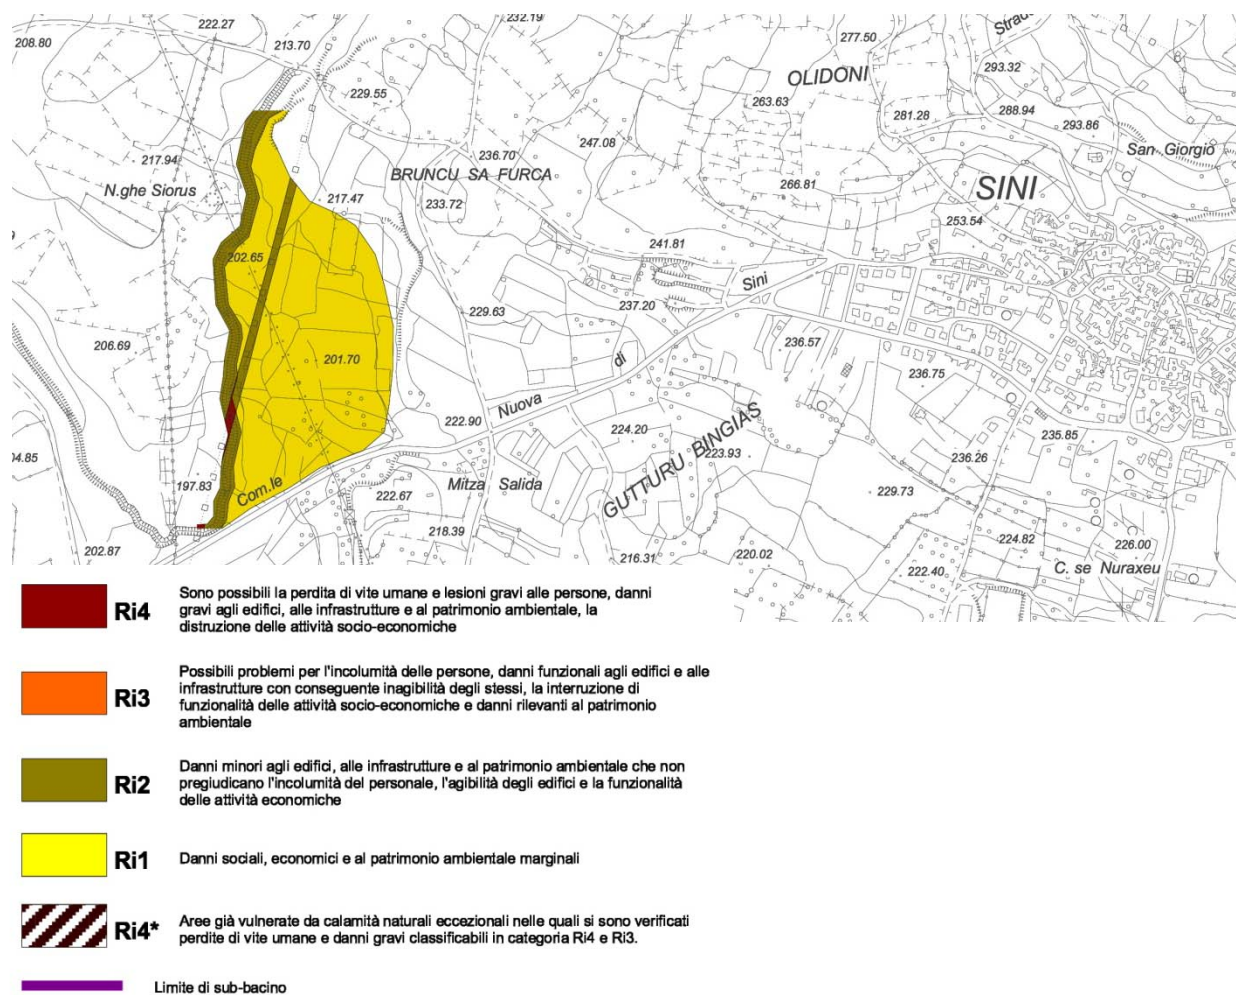 222.27
232.19
Strada
208.80
213.70
277.50
OLIDONI
293.32
229.55
263.63
281.28
288.94
293.86
247.08
San Giorgio
217.94
236.70
BRUNCU SA FURCA
N.ghe Siorus
266.81
SINI
217.47
233.72
253.54
241.81
202.65
Sini
237.20
229.63
206.69
236.57
201.70
di
236.75
Nuova
222.90
224.20
GUTTURU BINGIAS
235.85
223.93
236.26
04.85
197.83
Com.le
222.67
Mitza Salida
229.73
218.39
224.82
226.00
202.87
216.31
220.02
222.40
C. se Nuraxeu
Ri4
Sono possibili la perdita di vite umane e lesioni gravi alle persone, danni
gravi agli edifici, alle infrastrutture e al patrimonio ambientale, la
distruzione delle attività socio-economiche
Ri3
Possibili problemi per l'incolumità delle persone, danni funzionali agli edifici e alle
infrastrutture con conseguente inagibilità degli stessi, la interruzione di
funzionalità delle attività socio-economiche e danni rilevanti al patrimonio
ambientale
Ri2
Danni minori agli edifici, alle infrastrutture e al patrimonio ambientale che non
pregiudicano l'incolumità del personale, l'agibilità degli edifici e la funzionalità
delle attività economiche
Ri1
Danni sociali, economici e al patrimonio ambientale marginali
Ri4*
Aree già vulnerate da calamità naturali eccezionali nelle quali si sono verificati
perdite di vite umane e danni gravi classificabili in categoria Ri4 e Ri3.
Limite di sub-bacino